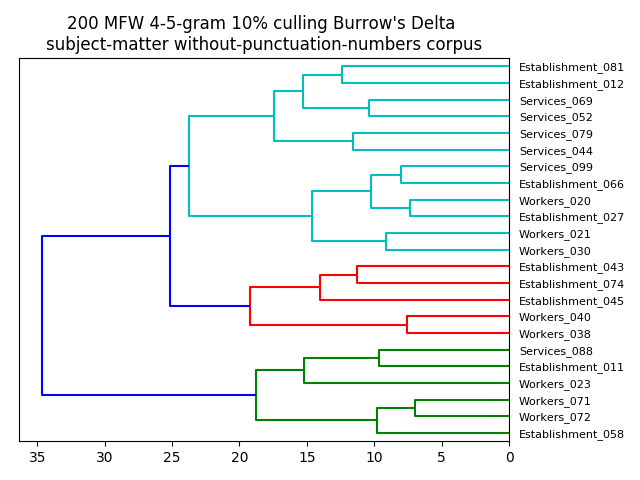 200 MFW 4-5-gram 10% culling Burrow's Delta
subject-matter without-punctuation-numbers corpus
Establishment_081
Establishment_012
Services_069
Services_052
Services_079
Services_044
Services_099
Establishment_066
Workers_020
Establishment_027
Workers_021
Workers_030
Establishment_043
Establishment_074
Establishment_045
Workers_040
Workers_038
Services_088
Establishment_011
Workers_023
Workers_071
Workers_072
Establishment_058
35 30 25 20 15 10 5 0